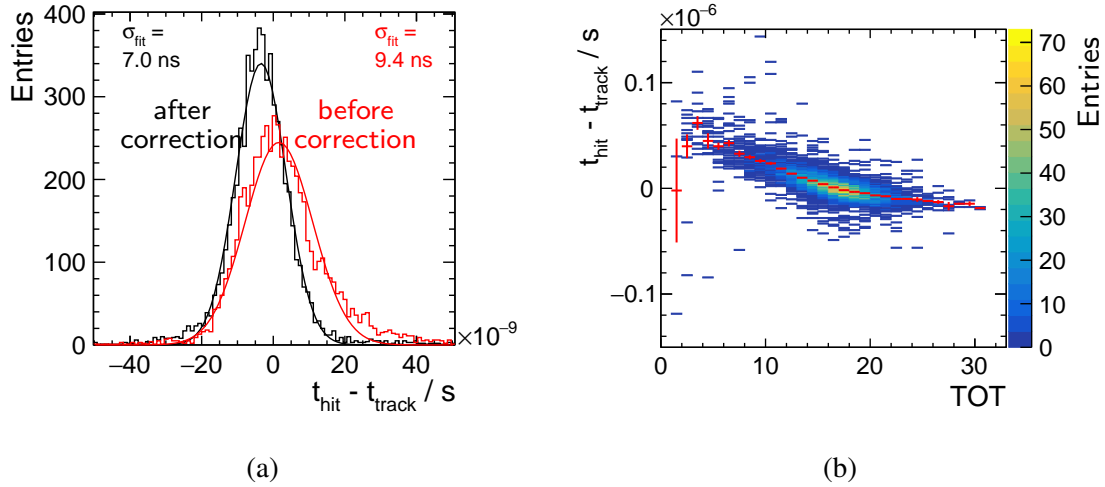 400
300
200
100
0
Entries
σfit =
7.0 ns
σfit =
9.4 ns
after
correction
before
correction
−40 −20 0 20 40
×10−9
thit - ttrack / s
(a)
×10−6
0.1
0
−0.1
thit - ttrack / s
0 10 20 30
TOT
70
60
50
40
30
20
10
0
Entries
(b)